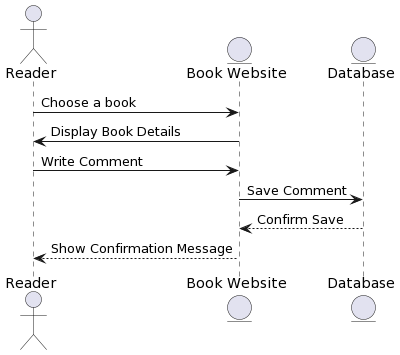 Reader
Book Website
Database
Choose a book
Display Book Details
Write Comment
Save Comment
Confirm Save
Show Confirmation Message
Reader
Book Website
Database